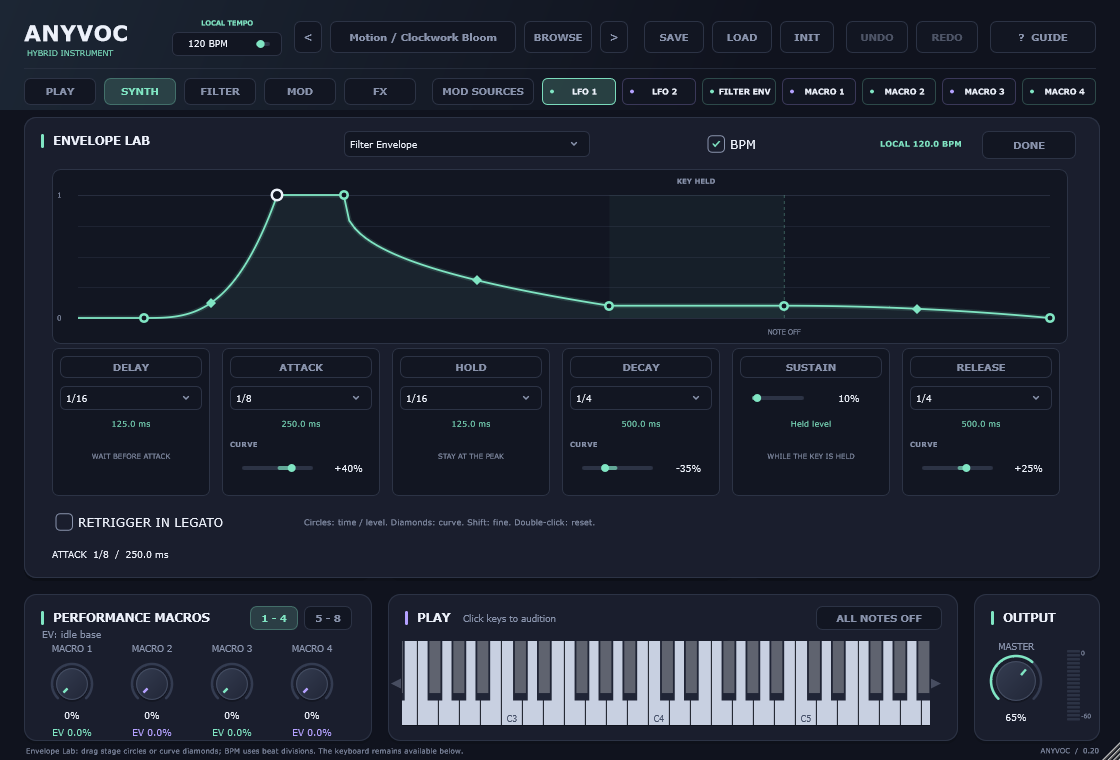 ANYVOC
HYBRID INSTRUMENT
LOCAL TEMPO
120 BPM
< Motion / Clockwork Bloom BROWSE > SAVE LOAD INIT UNDO REDO ? GUIDE
PLAY SYNTH FILTER MOD FX MOD SOURCES LFO 1 LFO 2 FILTER ENV MACRO 1 MACRO 2 MACRO 3 MACRO 4
ENVELOPE LAB Filter Envelope BPM LOCAL 120.0 BPM DONE
KEY HELD
1
0
NOTE OFF
DELAY ATTACK HOLD DECAY SUSTAIN RELEASE
1/16 1/8 1/16 1/4 10% 1/4
125.0 ms 250.0 ms 125.0 ms 500.0 ms Held level 500.0 ms
CURVE CURVE CURVE
WAIT BEFORE ATTACK STAY AT THE PEAK WHILE THE KEY IS HELD
+40% -35% +25%
RETRIGGER IN LEGATO Circles: time / level. Diamonds: curve. Shift: fine. Double-click: reset.
ATTACK 1/8 / 250.0 ms
PERFORMANCE MACROS 1 - 4 5 - 8
EV: idle base
MACRO 1 MACRO 2 MACRO 3 MACRO 4
0% 0% 0% 0%
EV 0.0% EV 0.0% EV 0.0% EV 0.0%
PLAY Click keys to audition ALL NOTES OFF
C3 C4 C5
OUTPUT
MASTER
0
-60
65%
Envelope Lab: drag stage circles or curve diamonds; BPM uses beat divisions. The keyboard remains available below.
ANYVOC / 0.20